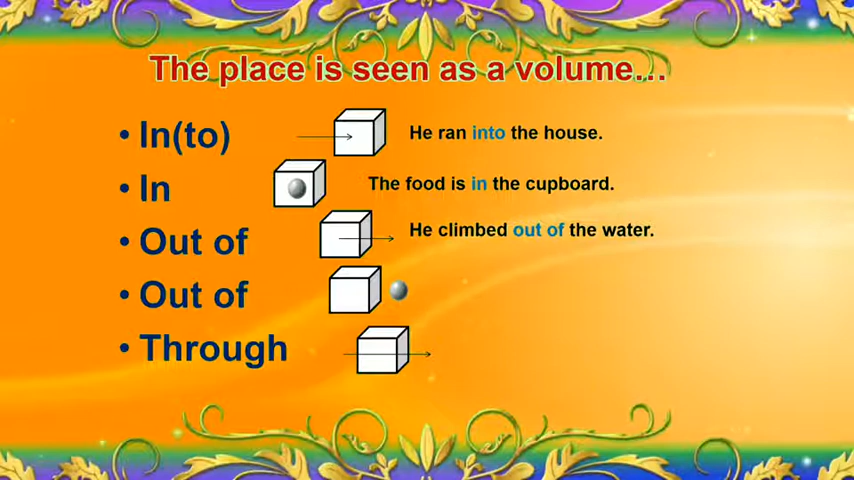 The place is seen as a volume…
• In(to)
He ran into the house.
• In
The food is in the cupboard.
• Out of
He climbed out of the water.
• Out of
• Through